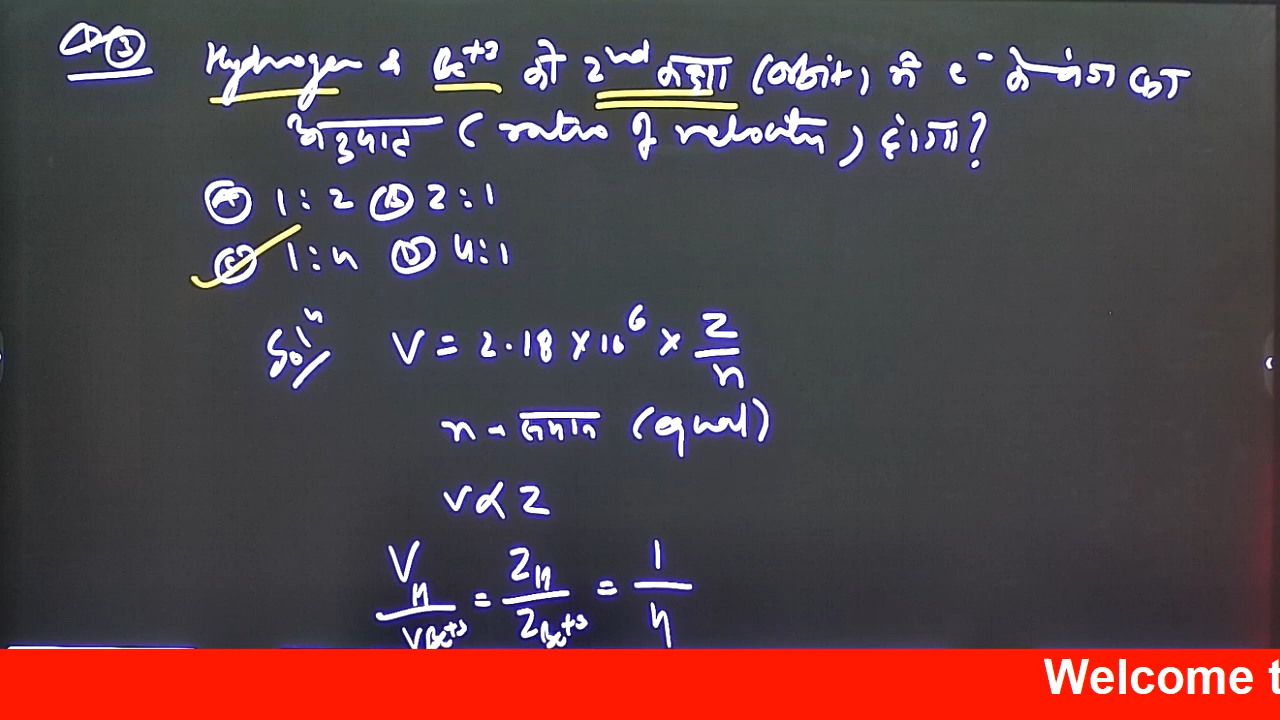 Q③ Hydrogen & Be⁺³ की 2nd कक्षा (orbit) में e⁻ के वेग का
अनुपात (ratio of velocity) होगा?
Ⓐ 1:2 Ⓑ 2:1
Ⓒ 1:4 Ⓓ 4:1
Solⁿ V = 2.18 × 10⁶ × Z/n
n → समान (equal)
V ∝ Z
V_H/V_Be⁺³ = Z_H/Z_Be⁺³ = 1/4
Welcome t